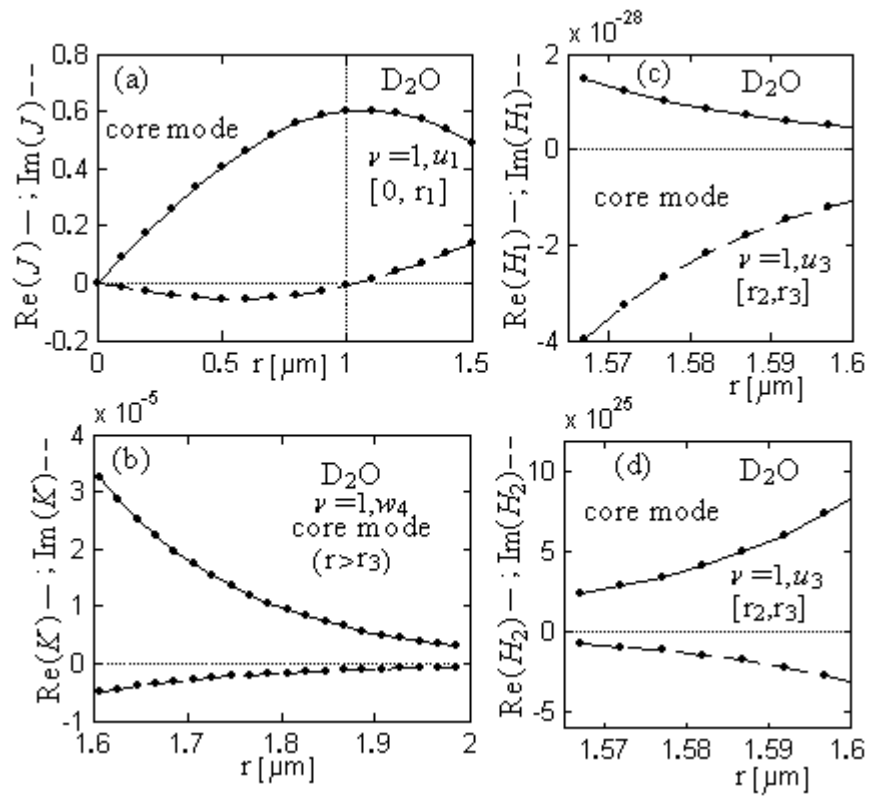 (a)
D₂O
core mode
ν=1,u₁
[0, r₁]
Re(J)—; Im(J)--
0.8
0.6
0.4
0.2
0
-0.2
0
0.5
1
1.5
r [µm]
x 10⁻²⁸
(c)
D₂O
core mode
ν=1,u₃
[r₂,r₃]
Re(H₁)—; Im(H₁)--
2
0
-2
-4
1.57
1.58
1.59
1.6
r [µm]
x 10⁻⁵
(b)
D₂O
ν=1,w₄
core mode
(r>r₃)
Re(K)—; Im(K)--
4
3
2
1
0
-1
1.6
1.7
1.8
1.9
2
r [µm]
x 10²⁵
(d)
D₂O
core mode
ν=1,u₃
[r₂,r₃]
Re(H₂)—; Im(H₂)--
10
5
0
-5
1.57
1.58
1.59
1.6
r [µm]